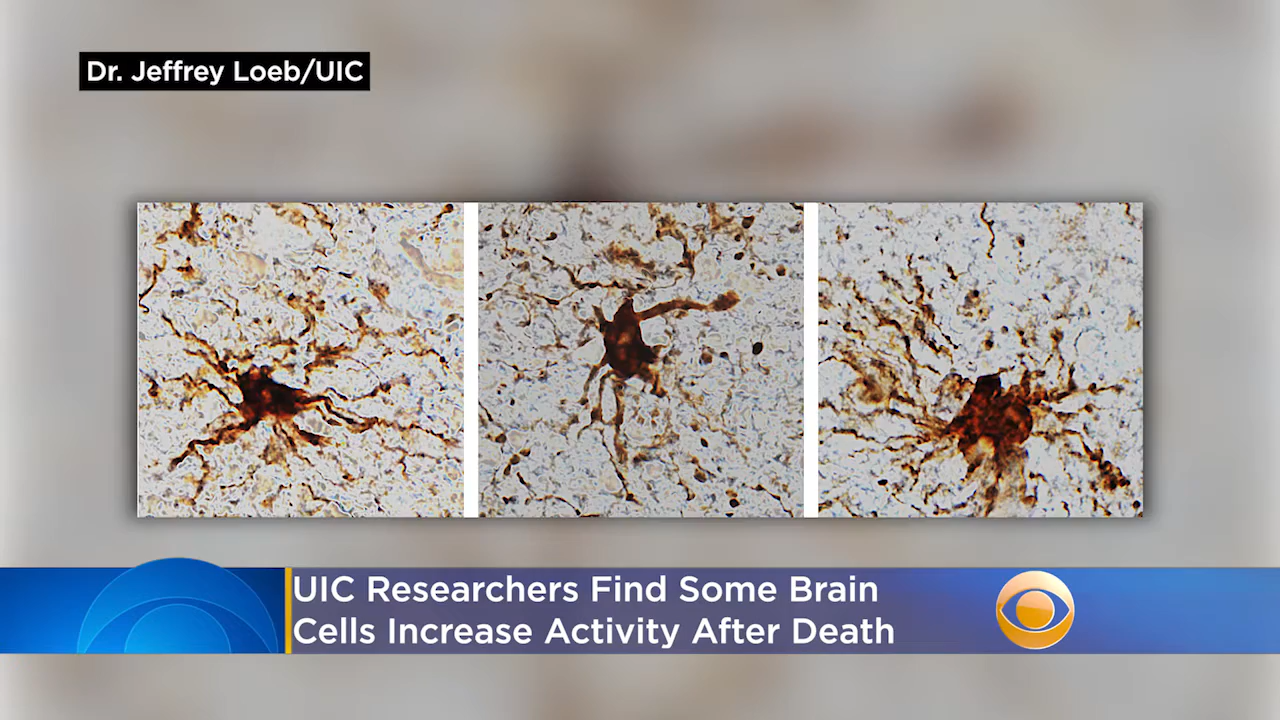 Dr. Jeffrey Loeb/UIC
UIC Researchers Find Some Brain
Cells Increase Activity After Death